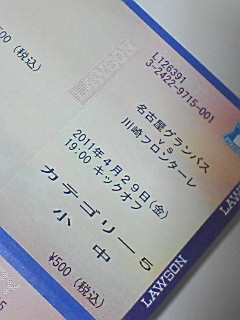 500 (税込)
L126391
3-2422-9715-001
名古屋グランパス
vs
川崎フロンターレ
2011年4月29日(金)
19:00 キックオフ
カテゴリー5
小中
¥500 (税込)
LAWSON
LAWSON